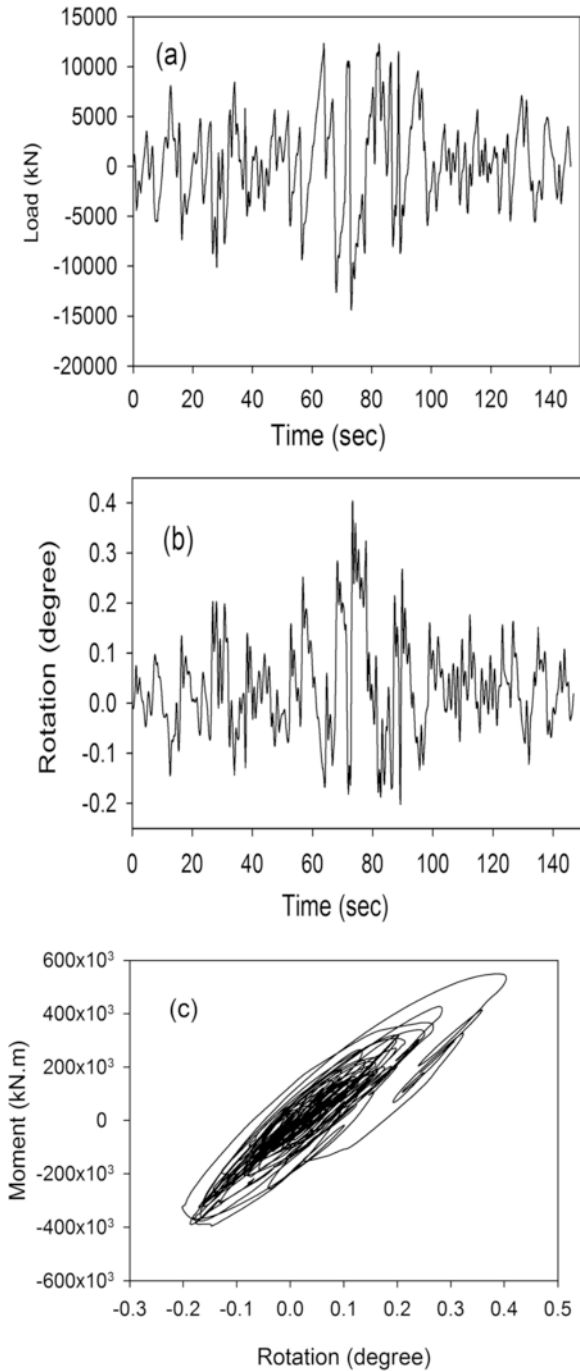 (a)
Load (kN)
15000
10000
5000
0
-5000
-10000
-15000
-20000
0 20 40 60 80 100 120 140
Time (sec)
(b)
Rotation (degree)
0.4
0.3
0.2
0.1
0.0
-0.1
-0.2
0 20 40 60 80 100 120 140
Time (sec)
(c)
Moment (kN.m)
600x10³
400x10³
200x10³
0
-200x10³
-400x10³
-600x10³
-0.3 -0.2 -0.1 0.0 0.1 0.2 0.3 0.4 0.5
Rotation (degree)